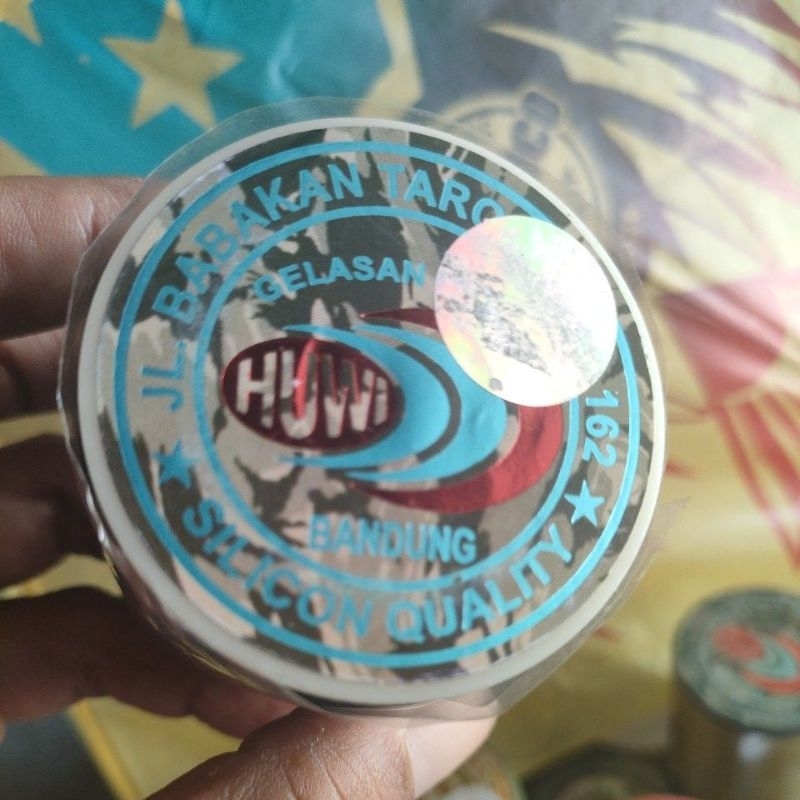 JL. BABAKAN TARO
162
GELASAN
HUWi
BANDUNG
SILICON QUALITY